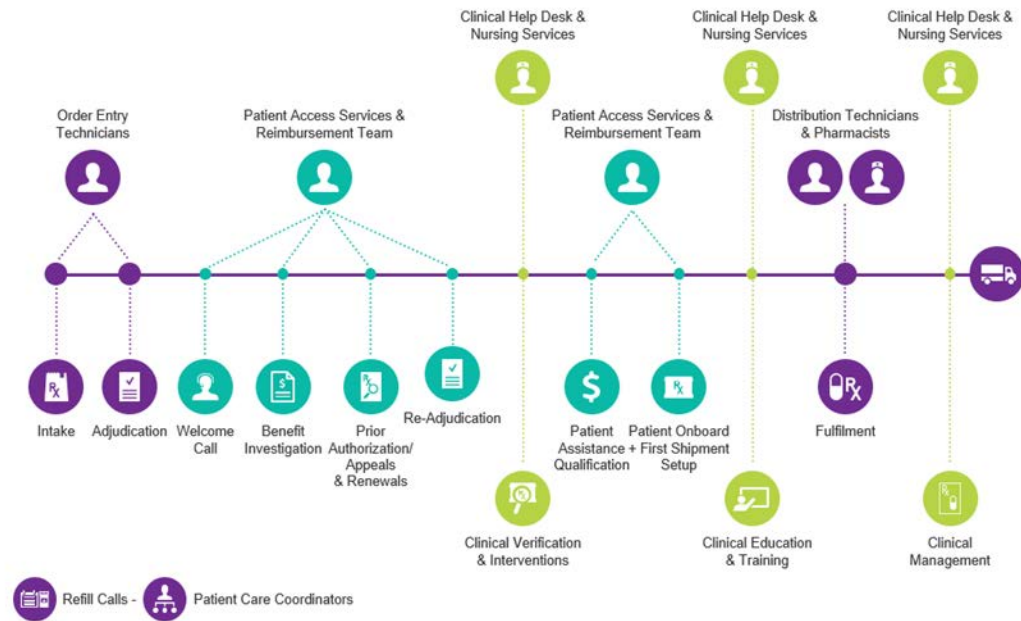 Clinical Help Desk &
Nursing Services
Clinical Help Desk &
Nursing Services
Clinical Help Desk &
Nursing Services
Order Entry
Technicians
Patient Access Services &
Reimbursement Team
Patient Access Services &
Reimbursement Team
Distribution Technicians
& Pharmacists
Intake
Adjudication
Welcome
Call
Benefit
Investigation
Prior
Authorization/
Appeals
& Renewals
Re-Adjudication
Patient
Assistance
Qualification
+
Patient Onboard
First Shipment
Setup
Fulfilment
Clinical Verification
& Interventions
Clinical Education
& Training
Clinical
Management
Refill Calls -
Patient Care Coordinators